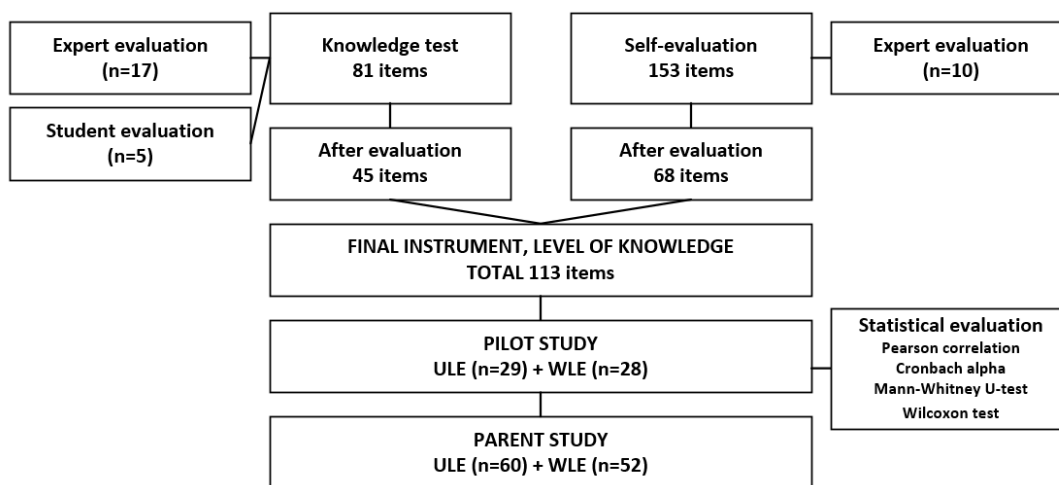 Expert evaluation
(n=17)
Knowledge test
81 items
Self-evaluation
153 items
Expert evaluation
(n=10)
Student evaluation
(n=5)
After evaluation
45 items
After evaluation
68 items
FINAL INSTRUMENT, LEVEL OF KNOWLEDGE
TOTAL 113 items
PILOT STUDY
ULE (n=29) + WLE (n=28)
Statistical evaluation
Pearson correlation
Cronbach alpha
Mann-Whitney U-test
Wilcoxon test
PARENT STUDY
ULE (n=60) + WLE (n=52)